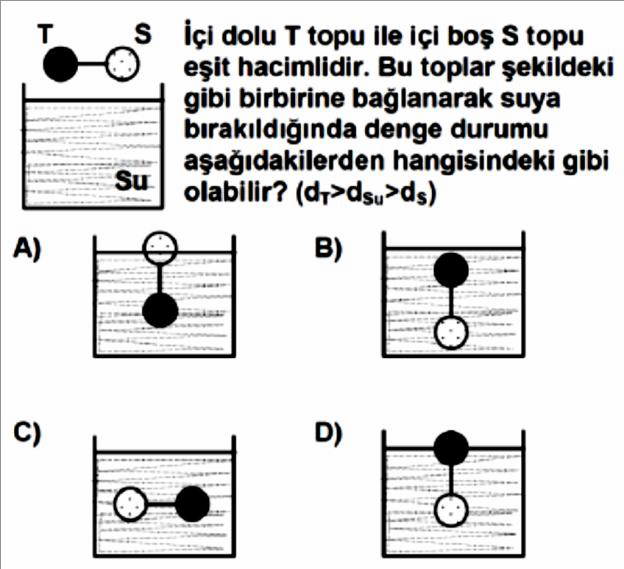 T S
İçi dolu T topu ile içi boş S topu
eşit hacimlidir. Bu toplar şekildeki
gibi birbirine bağlanarak suya
bırakıldığında denge durumu
aşağıdakilerden hangisindeki gibi
olabilir? (dT>dSu>dS)
Su
A)
B)
C)
D)